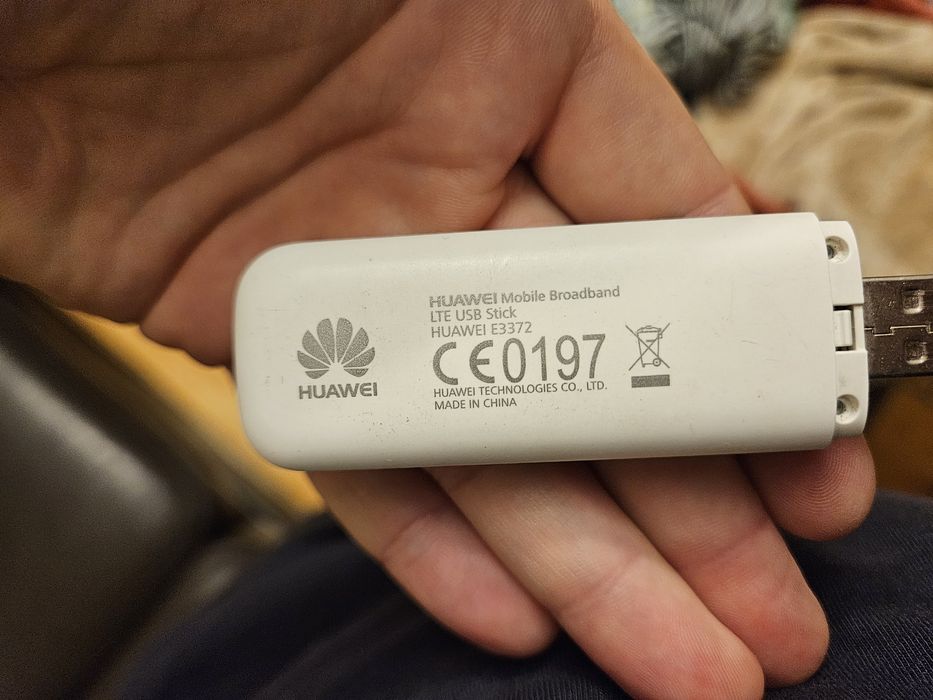 HUAWEI
HUAWEI Mobile Broadband
LTE USB Stick
HUAWEI E3372
CE0197
HUAWEI TECHNOLOGIES CO., LTD.
MADE IN CHINA